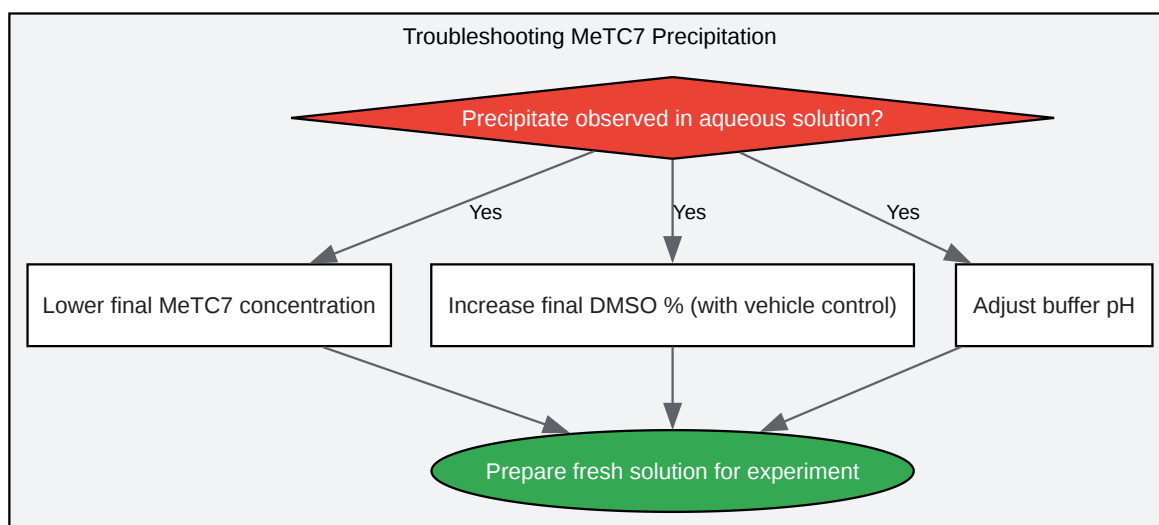 Troubleshooting MeTC7 Precipitation
Precipitate observed in aqueous solution?
Yes
Yes
Yes
Lower final MeTC7 concentration
Increase final DMSO % (with vehicle control)
Adjust buffer pH
Prepare fresh solution for experiment